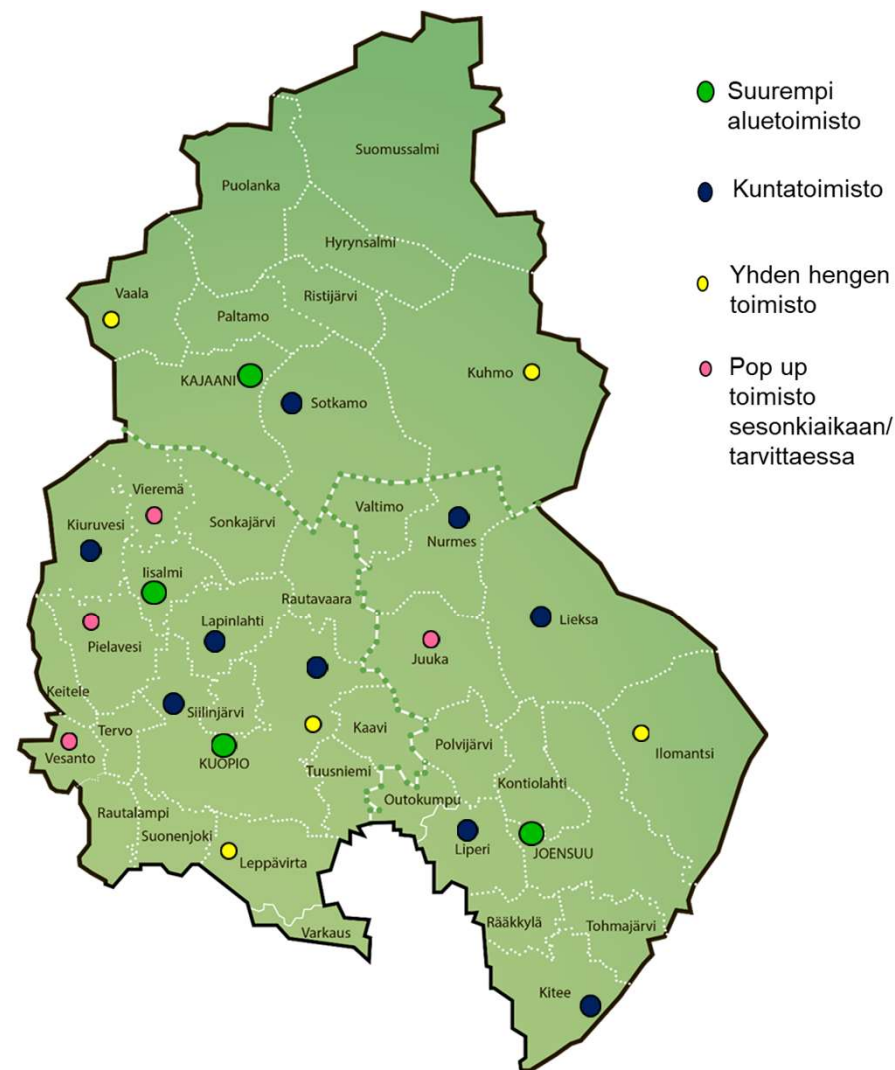 Suurempi
aluetoimisto
Kuntatoimisto
Yhden hengen
toimisto
Pop up
toimisto
sesonkiaikaan/
tarvittaessa
Suomussalmi
Puolanka
Hyrynsalmi
Vaala
Ristijärvi
Paltamo
KAJAANI
Kuhmo
Sotkamo
Vieremä
Valtimo
Kiuruvesi
Sonkajärvi
Nurmes
Iisalmi
Rautavaara
Lapinlahti
Lieksa
Pielavesi
Juuka
Keitele
Siilinjärvi
Tervo
Kaavi
Polvijärvi
Ilomantsi
Vesanto
KUOPIO
Tuusniemi
Kontiolahti
Outokumpu
Rautalampi
Suonenjoki
Leppävirta
Liperi
JOENSUU
Rääkkylä
Tohmajärvi
Varkaus
Kitee